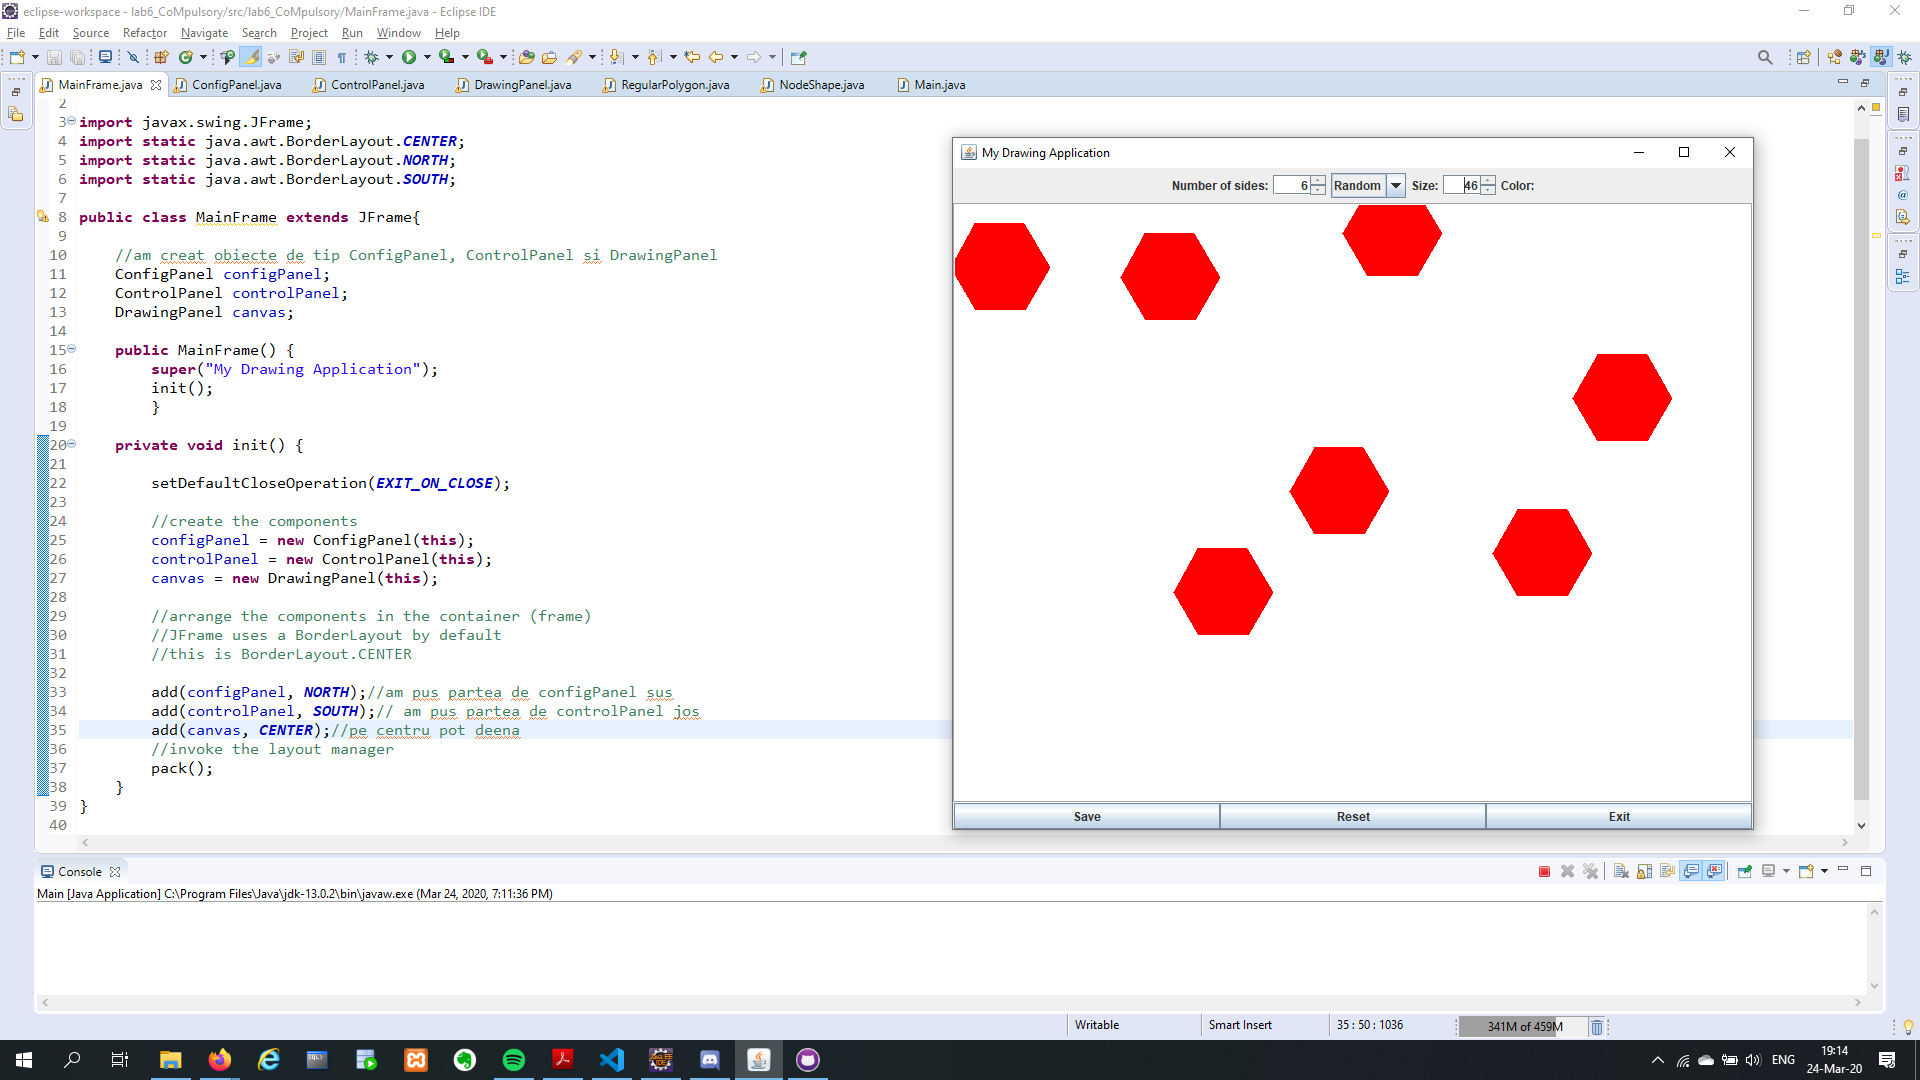 eclipse-workspace - lab6_CoMpulsory/src/lab6_CoMpulsory/MainFrame.java - Eclipse IDE
File Edit Source Refactor Navigate Search Project Run Window Help
MainFrame.java ConfigPanel.java ControlPanel.java DrawingPanel.java RegularPolygon.java NodeShape.java Main.java
2
3 import javax.swing.JFrame;
4 import static java.awt.BorderLayout.CENTER;
5 import static java.awt.BorderLayout.NORTH;
6 import static java.awt.BorderLayout.SOUTH;
7
8 public class MainFrame extends JFrame{
9
10 //am creat obiecte de tip ConfigPanel, ControlPanel si DrawingPanel
11 ConfigPanel configPanel;
12 ControlPanel controlPanel;
13 DrawingPanel canvas;
14
15 public MainFrame() {
16 super("My Drawing Application");
17 init();
18 }
19
20 private void init() {
21
22 setDefaultCloseOperation(EXIT_ON_CLOSE);
23
24 //create the components
25 configPanel = new ConfigPanel(this);
26 controlPanel = new ControlPanel(this);
27 canvas = new DrawingPanel(this);
28
29 //arrange the components in the container (frame)
30 //JFrame uses a BorderLayout by default
31 //this is BorderLayout.CENTER
32
33 add(configPanel, NORTH);//am pus partea de configPanel sus
34 add(controlPanel, SOUTH);// am pus partea de controlPanel jos
35 add(canvas, CENTER);//pe centru pot deena
36 //invoke the layout manager
37 pack();
38 }
39 }
40
My Drawing Application
Number of sides: 6 Random Size: 46 Color:
Save Reset Exit
Console
Main [Java Application] C:\Program Files\Java\jdk-13.0.2\bin\javaw.exe (Mar 24, 2020, 7:11:36 PM)
Writable Smart Insert 35 : 50 : 1036 341M of 459M
ENG 19:14
24-Mar-20